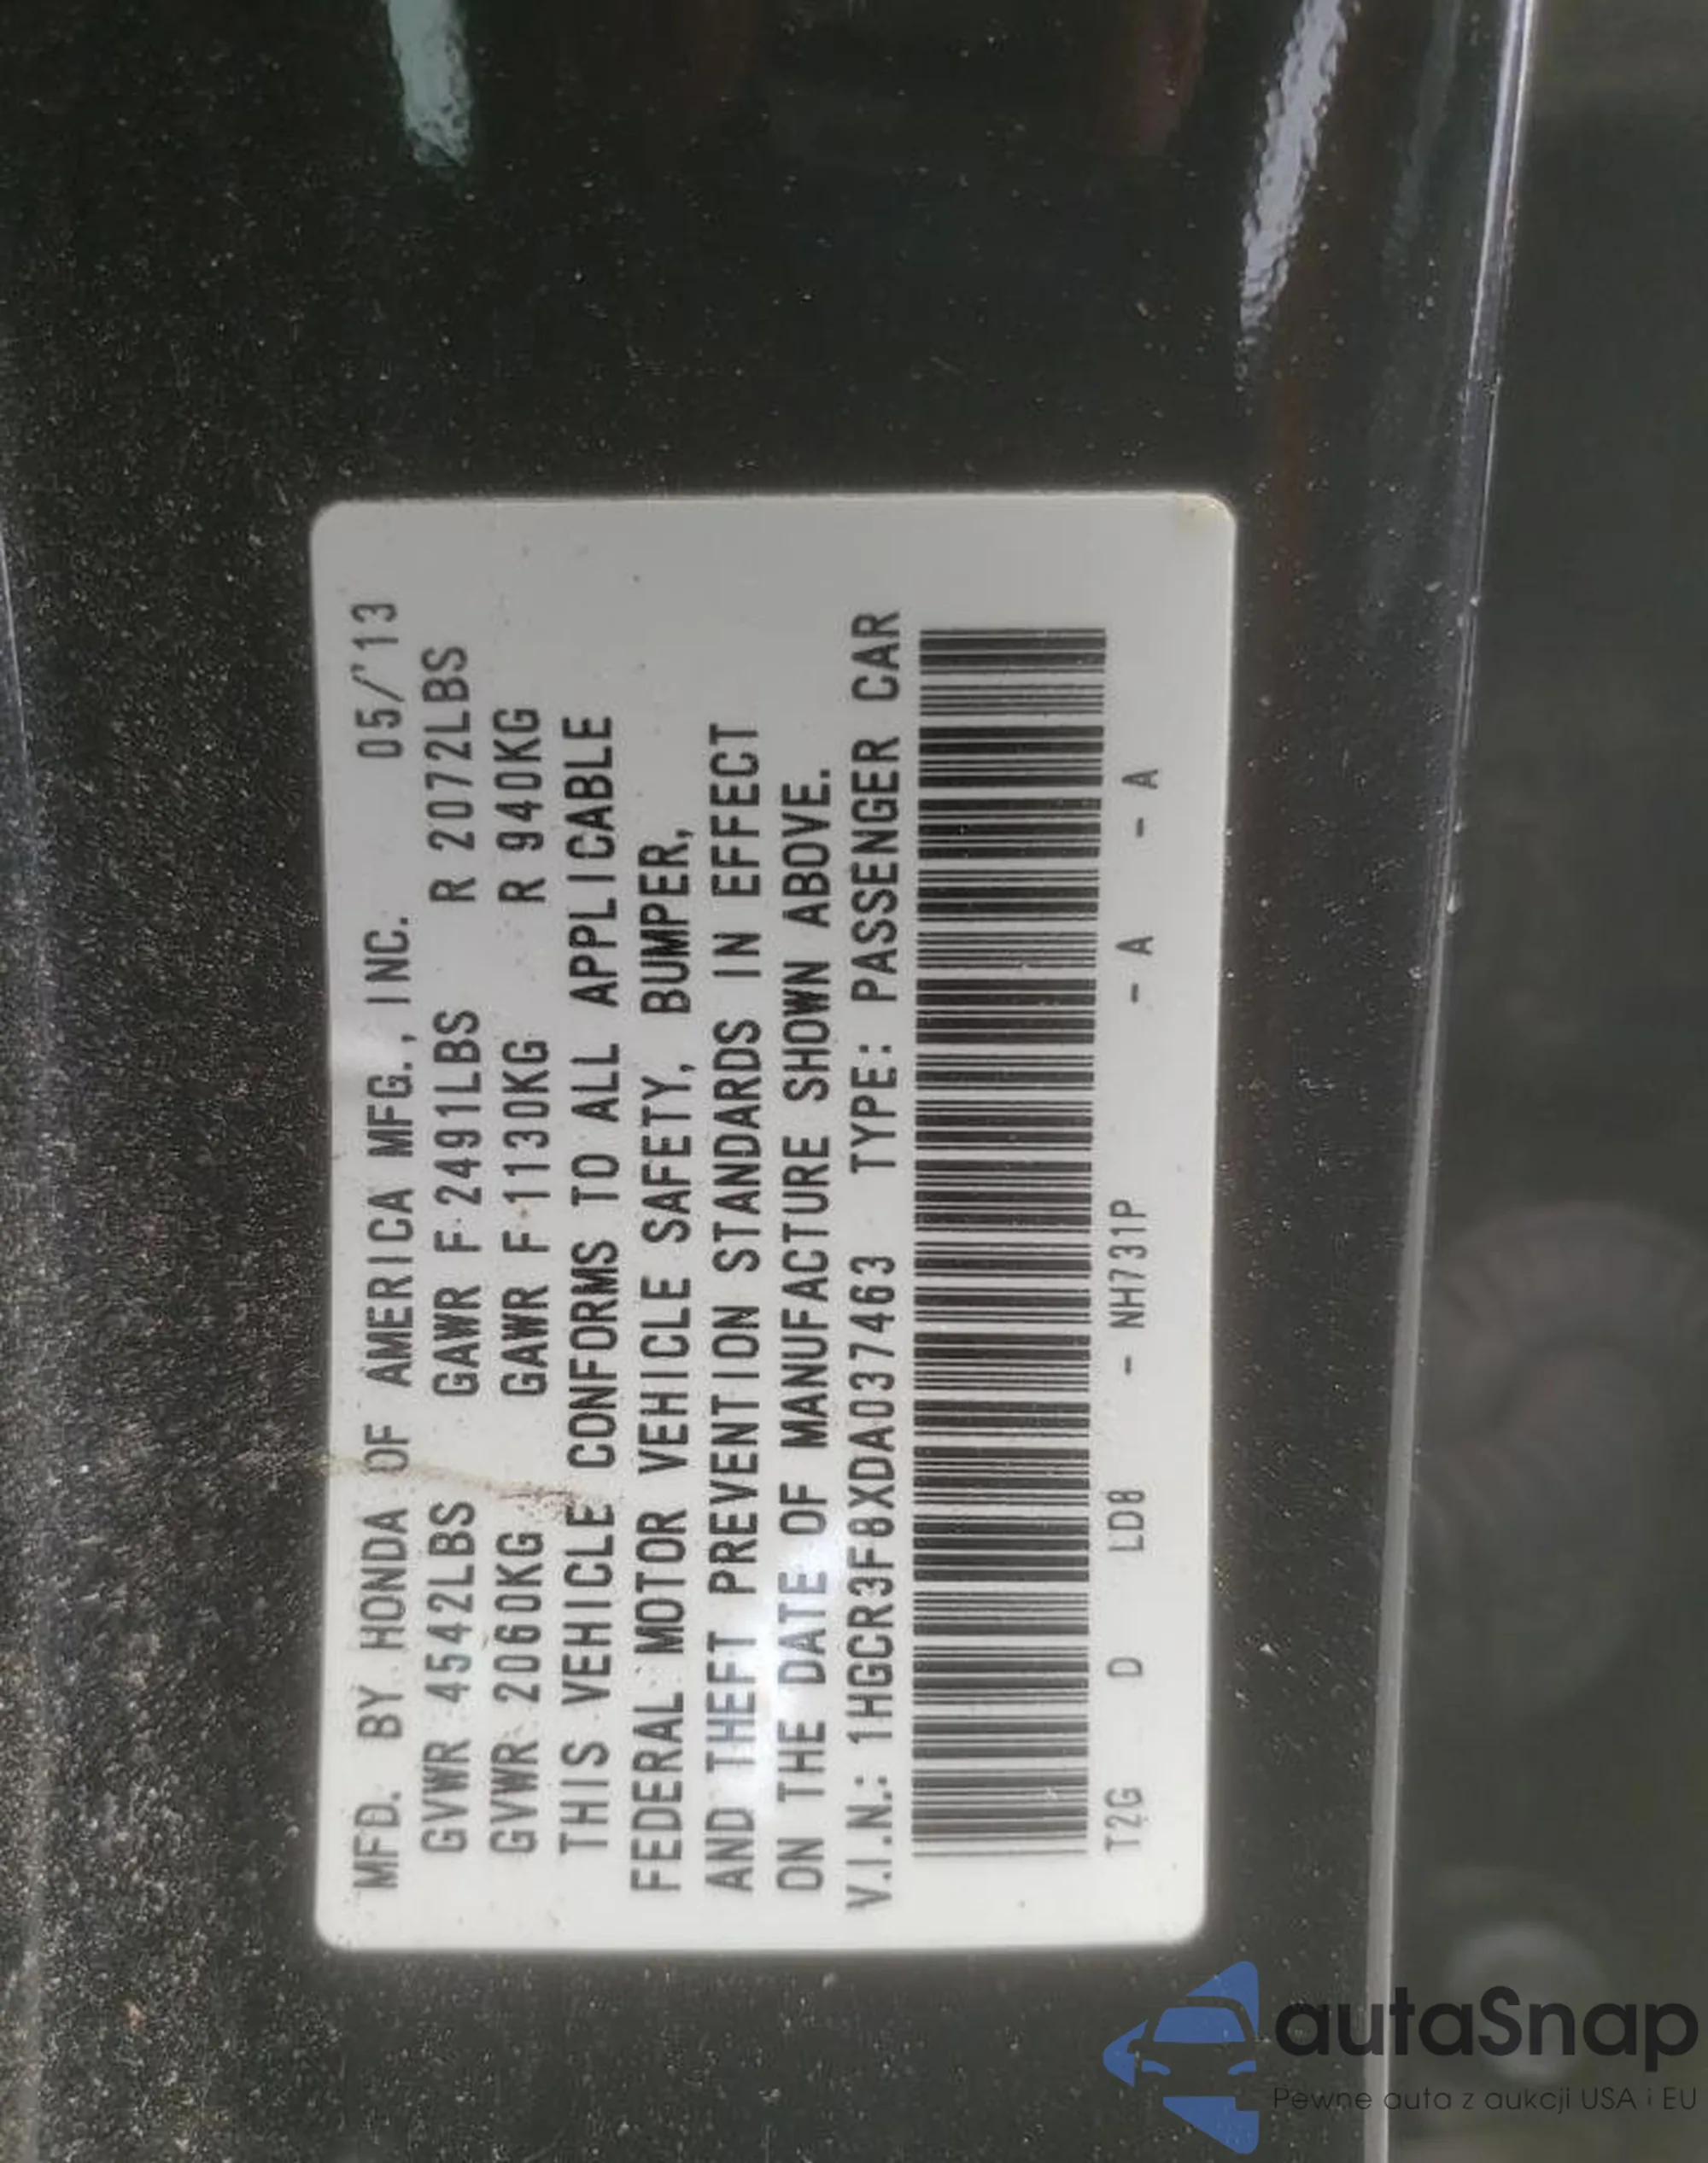 MFD. BY HONDA OF AMERICA MFG., INC. 05/'13
GVWR 4542LBS GAWR F 2491LBS R 2072LBS
GVWR 2060KG GAWR F 1130KG R 940KG
THIS VEHICLE CONFORMS TO ALL APPLICABLE
FEDERAL MOTOR VEHICLE SAFETY, BUMPER,
AND THEFT PREVENTION STANDARDS IN EFFECT
ON THE DATE OF MANUFACTURE SHOWN ABOVE.
V.I.N.: 1HGCR3F8XDA037463 TYPE: PASSENGER CAR
T2G D LD8 - NH731P - A - A
autaSnap
Pewne auta z aukcji USA i EU